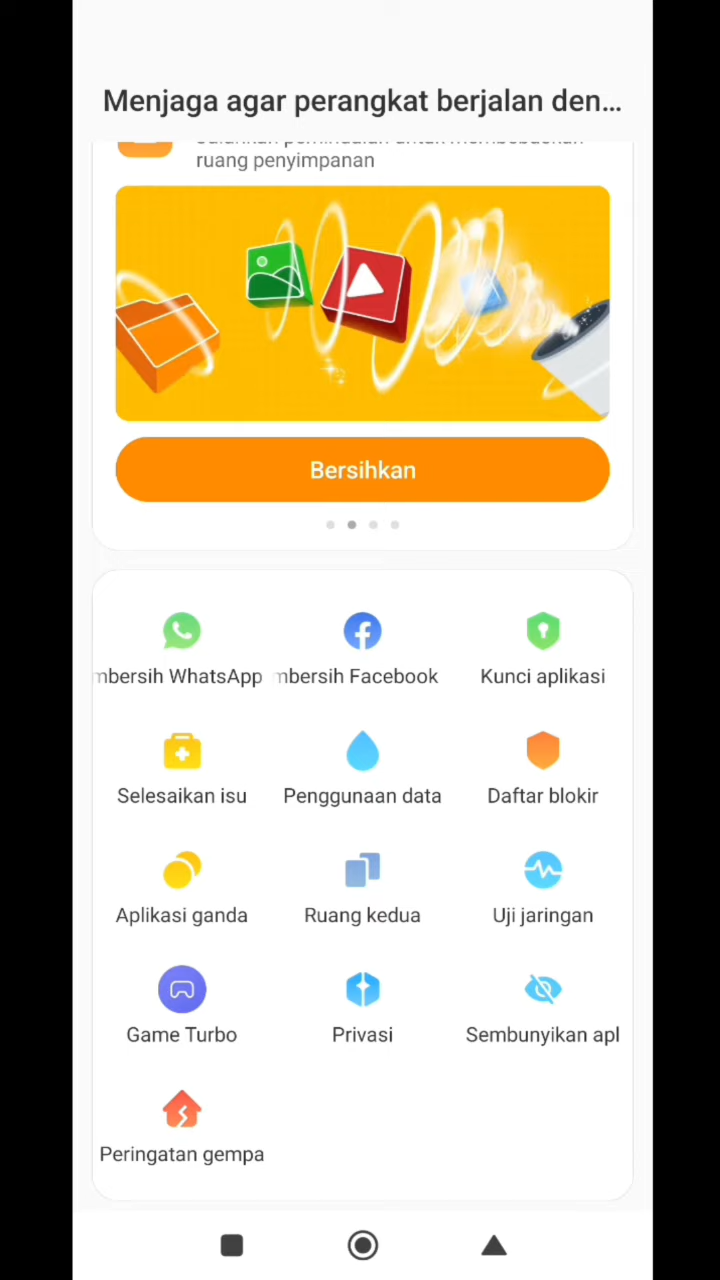 Menjaga agar perangkat berjalan den...
ruang penyimpanan
Bersihkan
mbersih WhatsApp
mbersih Facebook
Kunci aplikasi
Selesaikan isu
Penggunaan data
Daftar blokir
Aplikasi ganda
Ruang kedua
Uji jaringan
Game Turbo
Privasi
Sembunyikan apl
Peringatan gempa